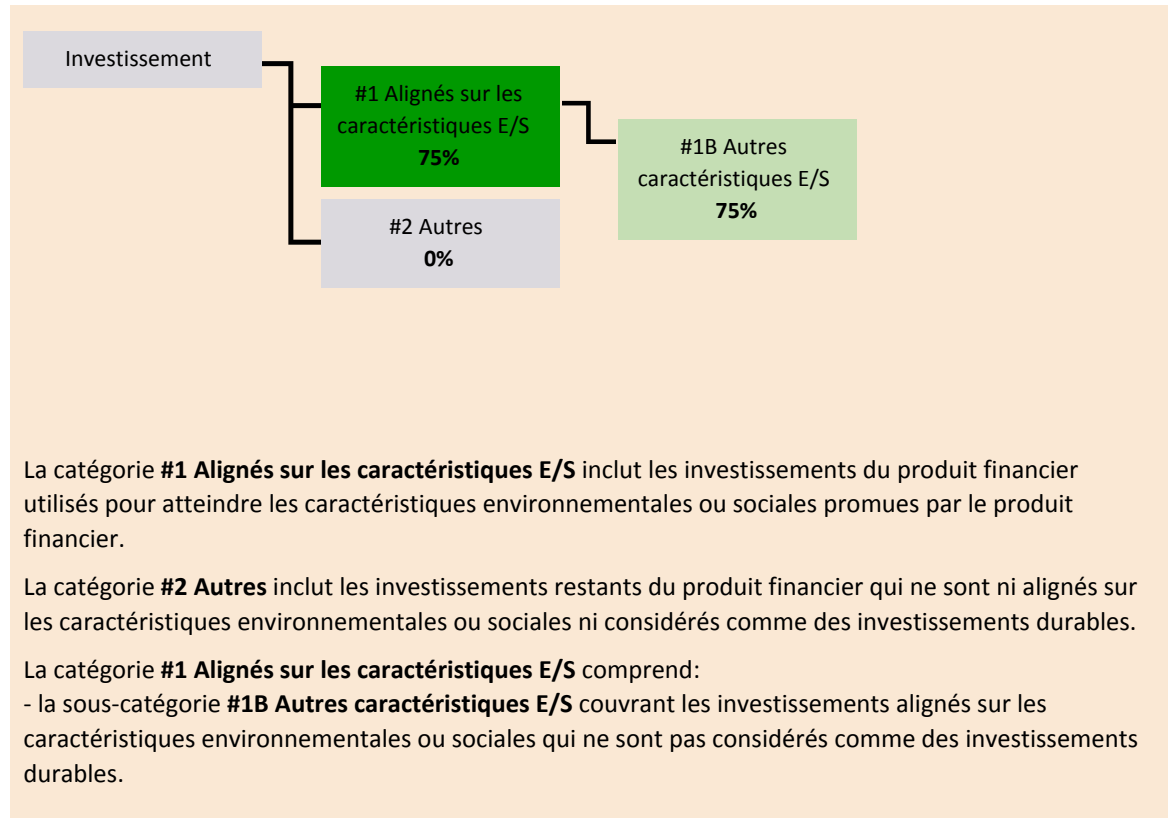 Investissement
#1 Alignés sur les
caractéristiques E/S
75%
#1B Autres
caractéristiques E/S
75%
#2 Autres
0%
La catégorie #1 Alignés sur les caractéristiques E/S inclut les investissements du produit financier
utilisés pour atteindre les caractéristiques environnementales ou sociales promues par le produit
financier.
La catégorie #2 Autres inclut les investissements restants du produit financier qui ne sont ni alignés sur
les caractéristiques environnementales ou sociales ni considérés comme des investissements durables.
La catégorie #1 Alignés sur les caractéristiques E/S comprend:
- la sous-catégorie #1B Autres caractéristiques E/S couvrant les investissements alignés sur les
caractéristiques environnementales ou sociales qui ne sont pas considérés comme des investissements
durables.